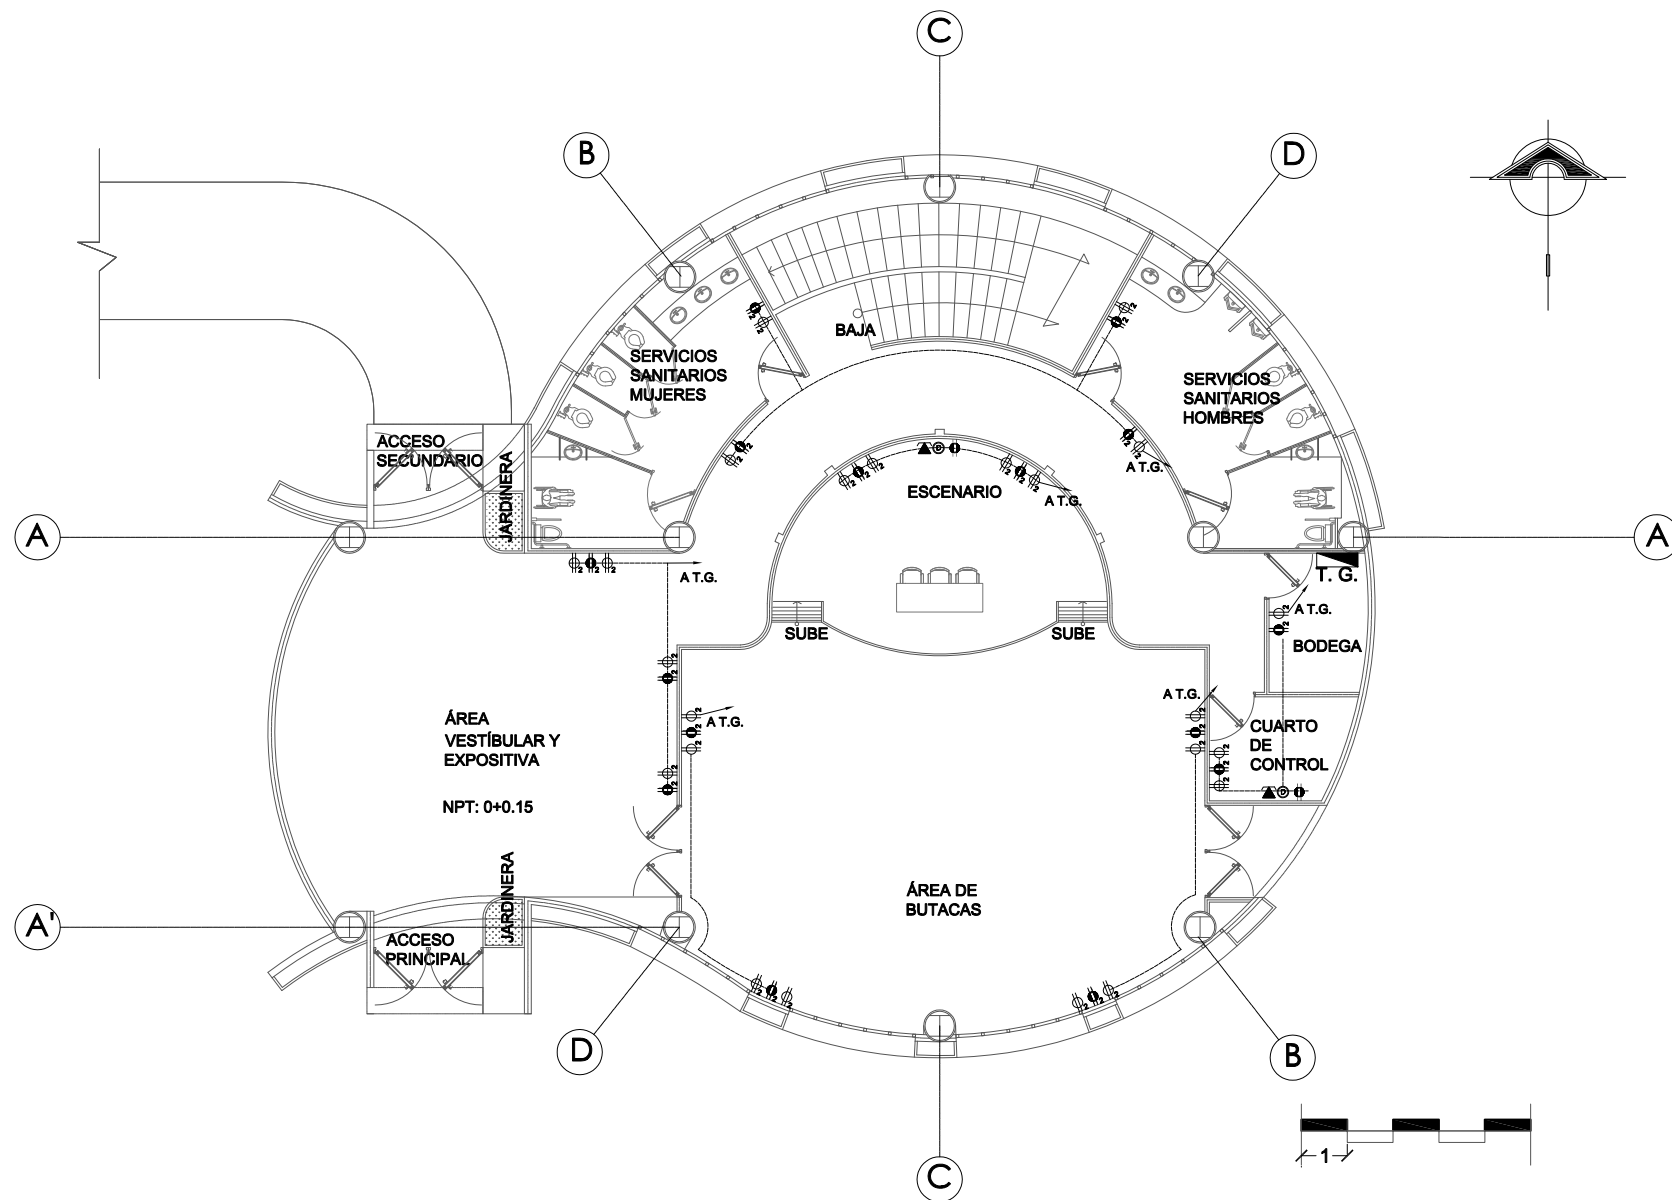 C
B
D
BAJA
SERVICIOS
SANITARIOS
MUJERES
SERVICIOS
SANITARIOS
HOMBRES
ACCESO
SECUNDARIO
JARDINERA
A T.G.
ESCENARIO
A T.G.
A
A
A T.G.
T. G.
A T.G.
SUBE
SUBE
BODEGA
A T.G.
A T.G.
ÁREA
VESTÍBULAR Y
EXPOSITIVA
CUARTO
DE
CONTROL
NPT: 0+0.15
JARDINERA
ÁREA DE
BUTACAS
A'
ACCESO
PRINCIPAL
D
B
C
1